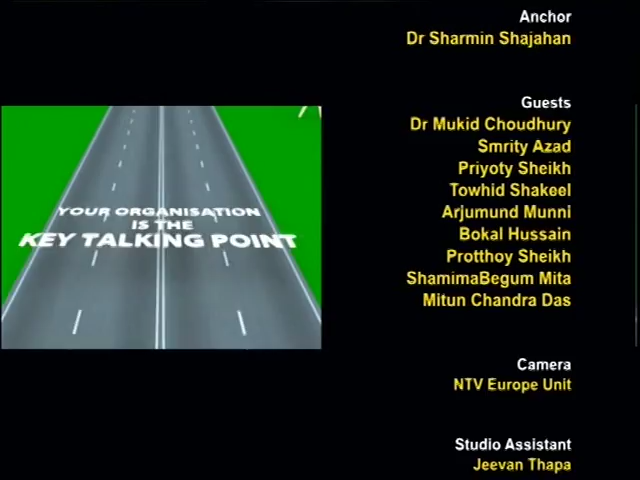 Anchor
Dr Sharmin Shajahan
Guests
Dr Mukid Choudhury
Smrity Azad
Priyoty Sheikh
Towhid Shakeel
Arjumund Munni
Bokal Hussain
Protthoy Sheikh
ShamimaBegum Mita
Mitun Chandra Das
Camera
NTV Europe Unit
Studio Assistant
Jeevan Thapa
YOUR ORGANISATION
IS THE
KEY TALKING POINT